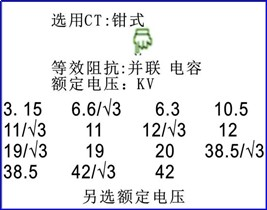 选用CT:钳式
等效阻抗:并联 电容
额定电压: KV
3. 15 6.6/√3 6.3 10.5
11/√3 11 12/√3 12
19/√3 19 20 38.5/√3
38.5 42/√3 42
另选额定电压